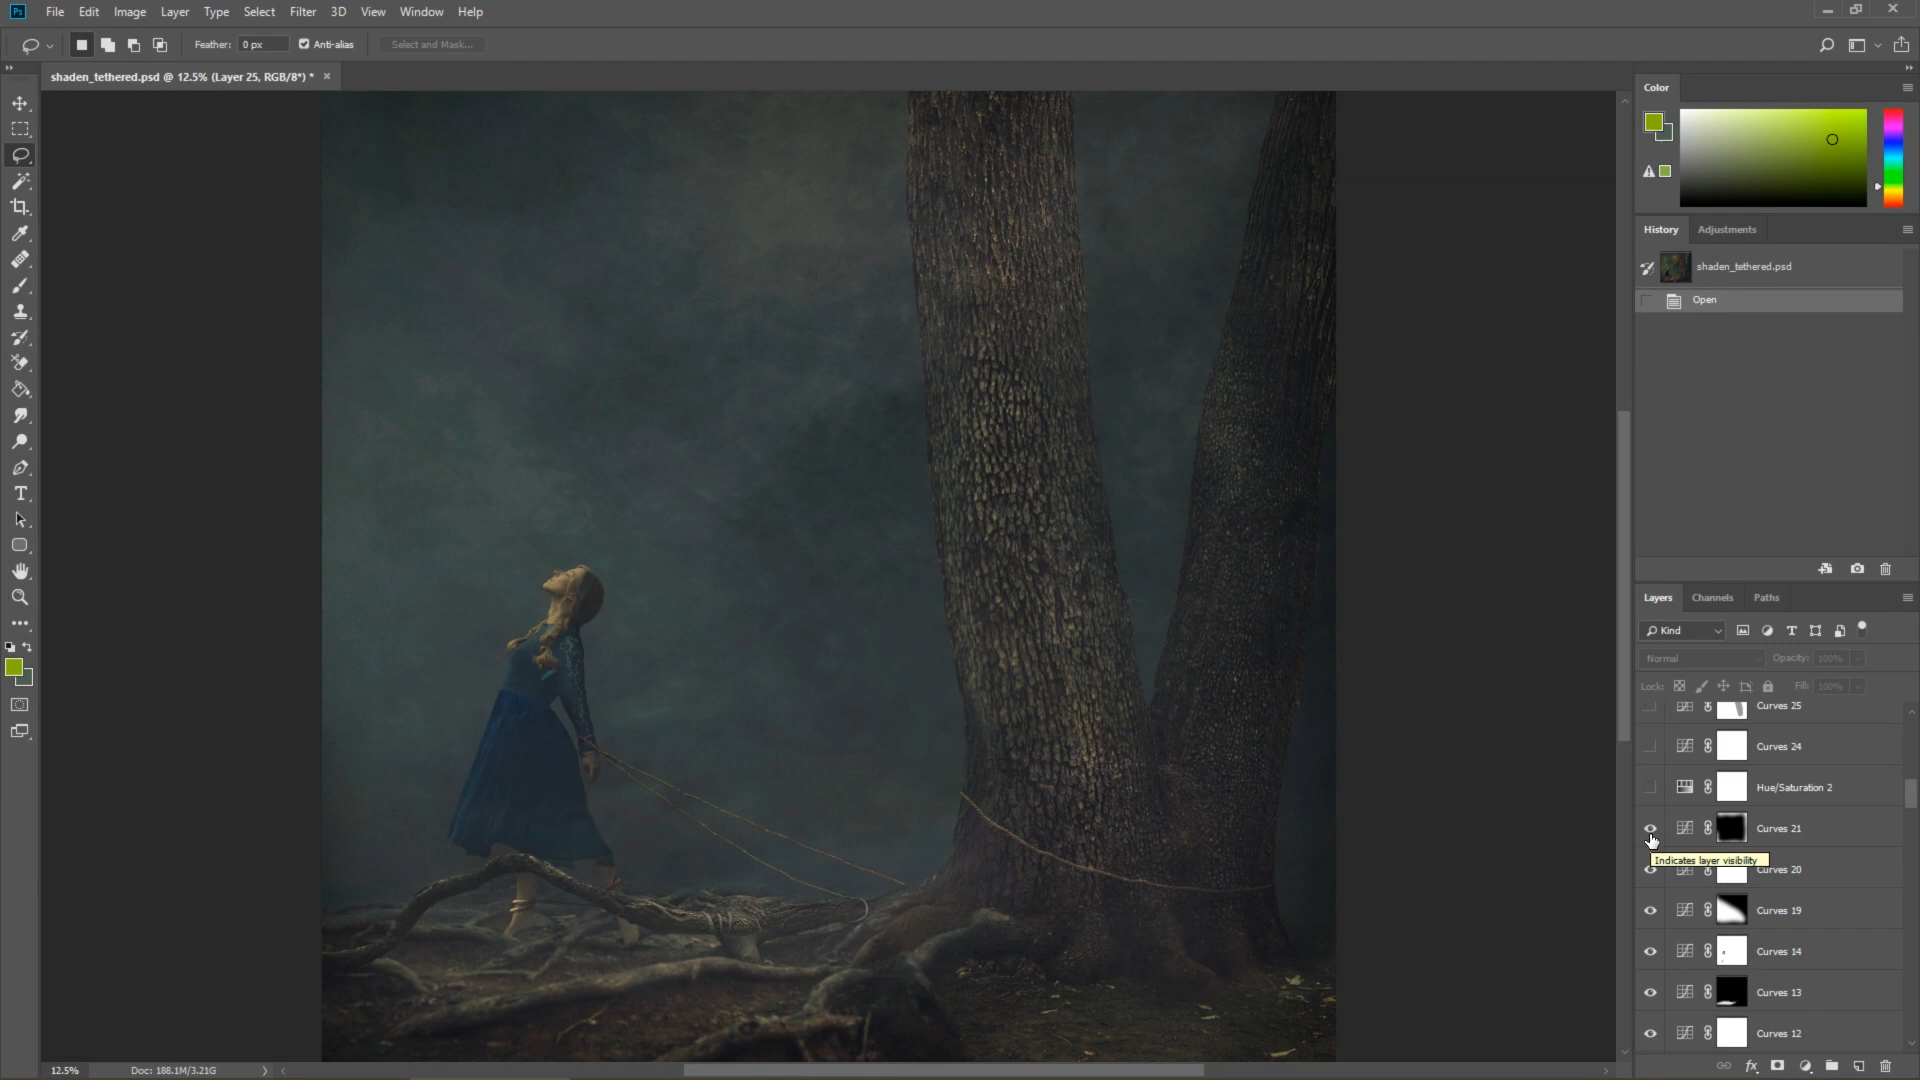 Ps File Edit Image Layer Type Select Filter 3D View Window Help
Feather: 0 px Anti-alias Select and Mask...
shaden_tethered.psd @ 12.5% (Layer 25, RGB/8*) *
Color
History Adjustments
shaden_tethered.psd
Open
Layers Channels Paths
Kind
Normal Opacity: 100%
Lock: Fill: 100%
Curves 25
Curves 24
Hue/Saturation 2
Curves 21
Indicates layer visibility
Curves 20
Curves 19
Curves 14
Curves 13
Curves 12
fx
12.5% Doc: 188.1M/3.21G